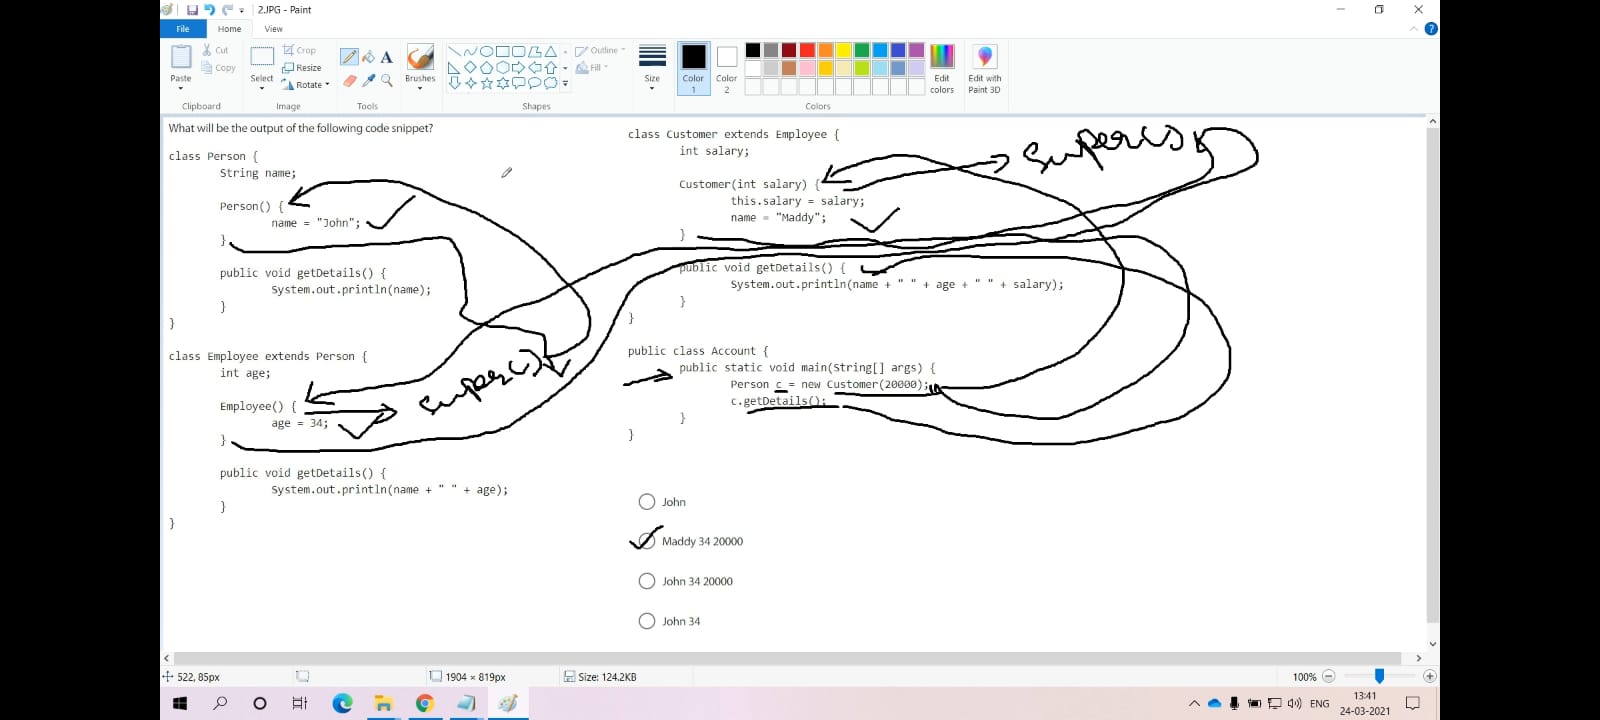 2.JPG - Paint
File
Home
View
Paste
Cut
Copy
Clipboard
Select
Crop
Resize
Rotate
Image
A
Tools
Brushes
Outline
Fill
Shapes
Size
Color 1
Color 2
Edit colors
Edit with Paint 3D
Colors
What will be the output of the following code snippet?
class Person {
String name;
Person() {
name = "John";
}
public void getDetails() {
System.out.println(name);
}
}
class Employee extends Person {
int age;
super()
Employee() {
age = 34;
}
public void getDetails() {
System.out.println(name + " " + age);
}
}
class Customer extends Employee {
int salary;
super()
Customer(int salary) {
this.salary = salary;
name = "Maddy";
}
public void getDetails() {
System.out.println(name + " " + age + " " + salary);
}
}
public class Account {
public static void main(String[] args) {
Person c = new Customer(20000);
c.getDetails();
}
}
John
Maddy 34 20000
John 34 20000
John 34
522, 85px
1904 × 819px
Size: 124.2KB
100%
ENG
13:41
24-03-2021